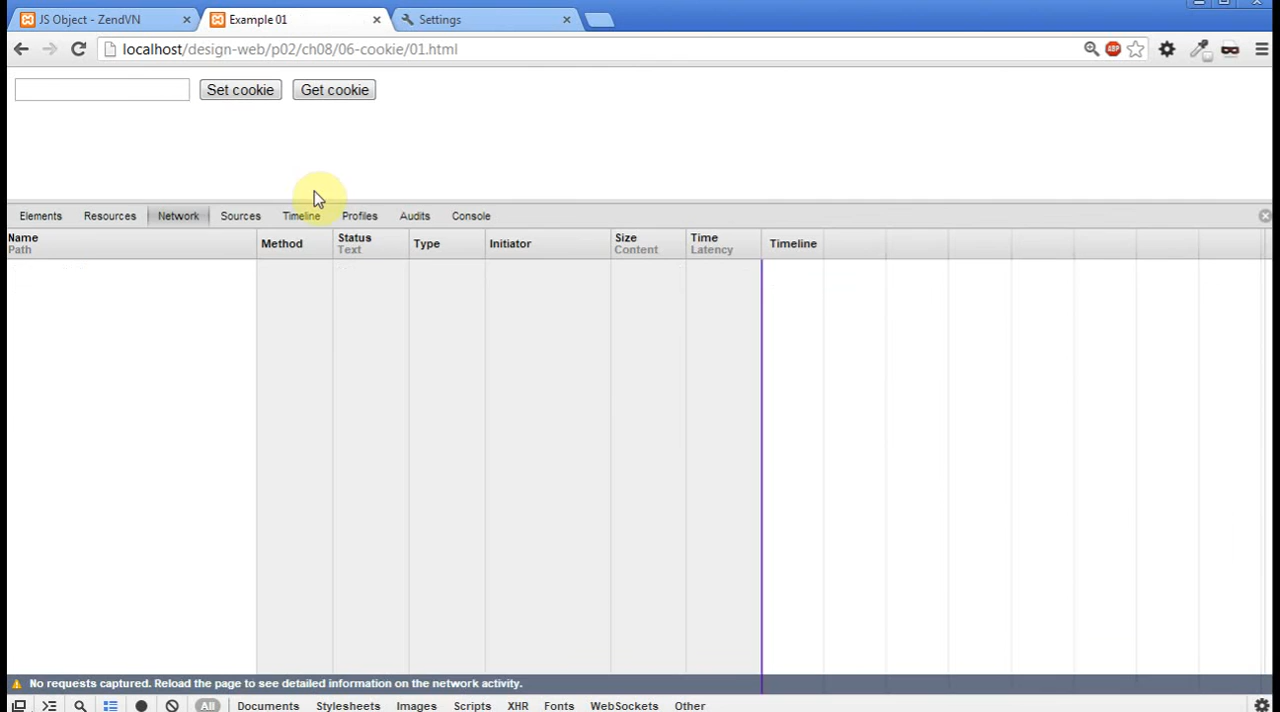 JS Object - ZendVN
Example 01
Settings
localhost/design-web/p02/ch08/06-cookie/01.html
ABP
Set cookie
Get cookie
Elements Resources Network Sources Timeline Profiles Audits Console
Name Method Status Type Initiator Size Time Timeline
Path Text Content Latency
No requests captured. Reload the page to see detailed information on the network activity.
All Documents Stylesheets Images Scripts XHR Fonts WebSockets Other